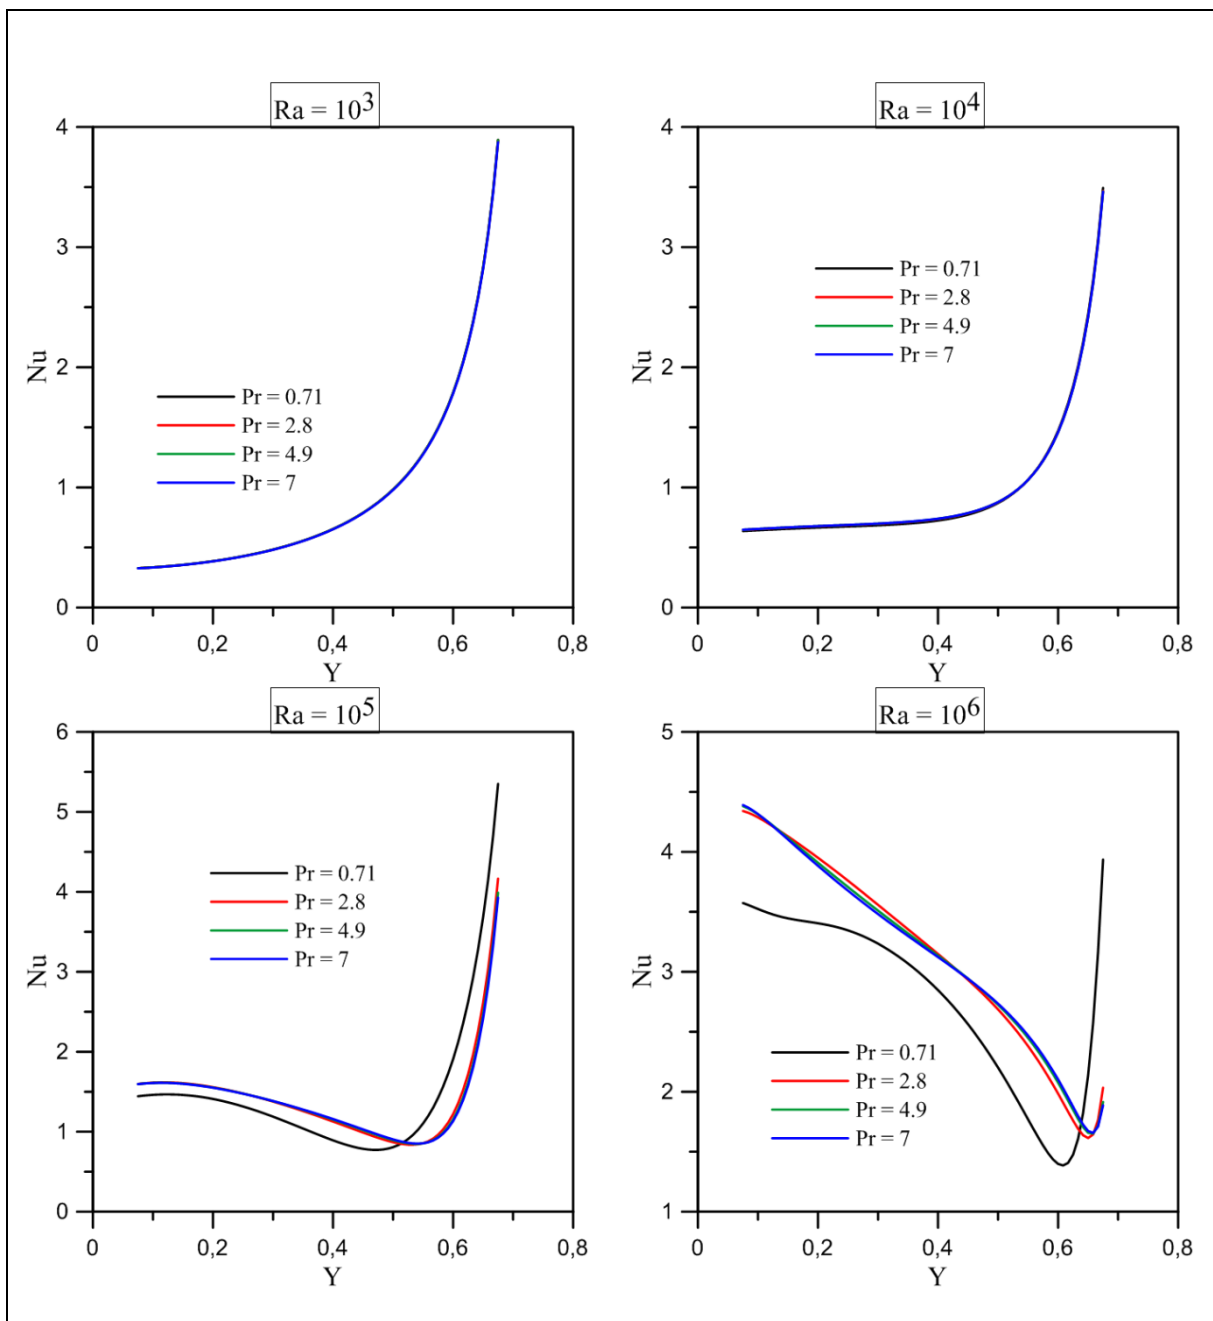 Ra = 10³
4
3
2
1
0
Nu
Pr = 0.71
Pr = 2.8
Pr = 4.9
Pr = 7
0 0,2 0,4 0,6 0,8
Y
Ra = 10⁴
4
3
2
1
0
Nu
Pr = 0.71
Pr = 2.8
Pr = 4.9
Pr = 7
0 0,2 0,4 0,6 0,8
Y
Ra = 10⁵
6
5
4
3
2
1
0
Nu
Pr = 0.71
Pr = 2.8
Pr = 4.9
Pr = 7
0 0,2 0,4 0,6 0,8
Y
Ra = 10⁶
5
4
3
2
1
Nu
Pr = 0.71
Pr = 2.8
Pr = 4.9
Pr = 7
0 0,2 0,4 0,6 0,8
Y